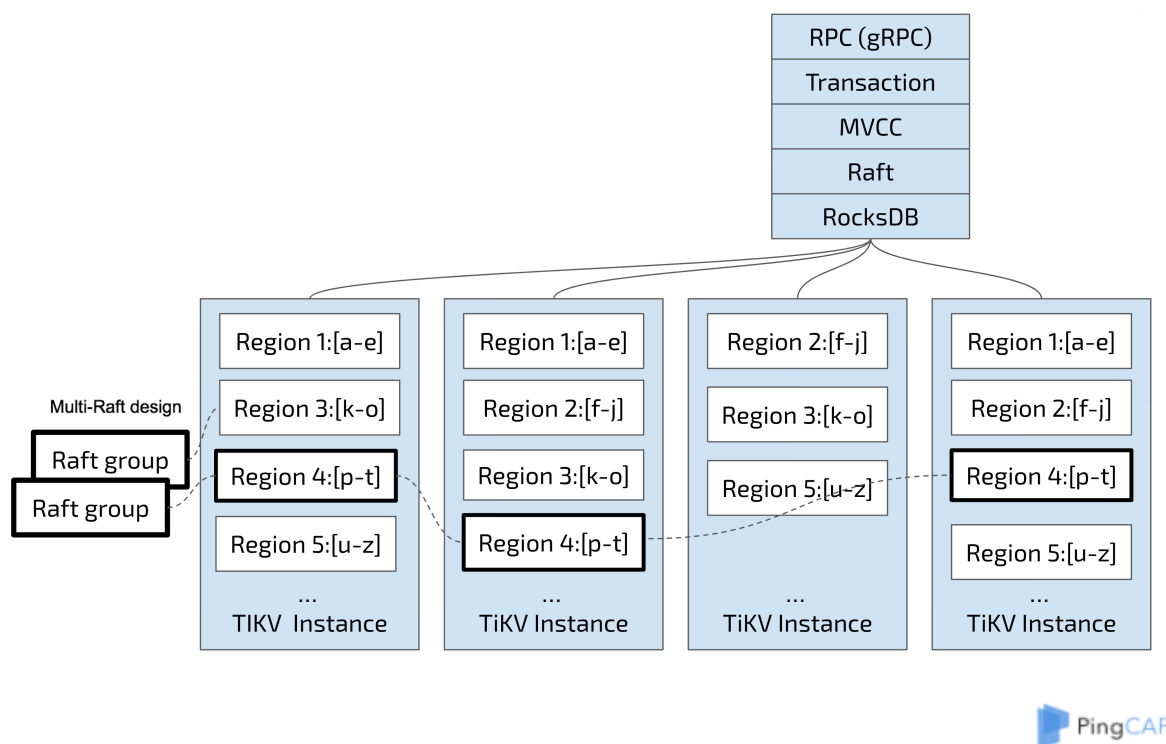 RPC (gRPC)
Transaction
MVCC
Raft
RocksDB
Region 1:[a-e]
Region 3:[k-o]
Region 4:[p-t]
Region 5:[u-z]
...
TIKV Instance
Region 1:[a-e]
Region 2:[f-j]
Region 3:[k-o]
Region 4:[p-t]
...
TiKV Instance
Region 2:[f-j]
Region 3:[k-o]
Region 5:[u-z]
...
TiKV Instance
Region 1:[a-e]
Region 2:[f-j]
Region 4:[p-t]
Region 5:[u-z]
...
TiKV Instance
Multi-Raft design
Raft group
Raft group
PingCAP